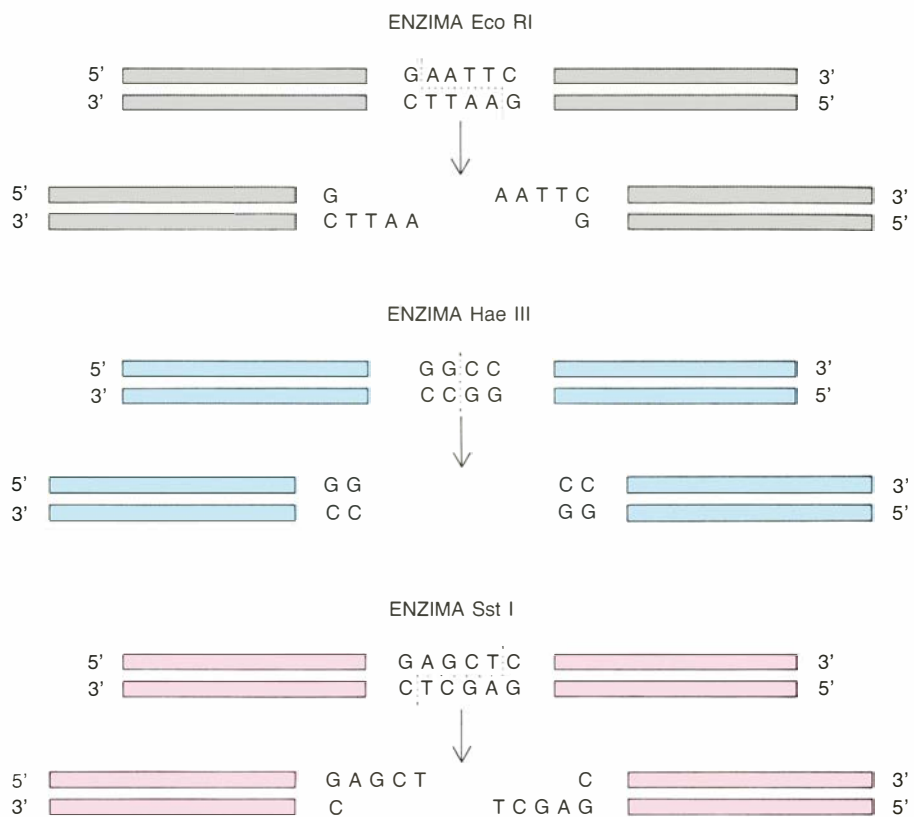 ENZIMA Eco RI
5' G A A T T C 3'
3' C T T A A G 5'
5' G A A T T C 3'
3' C T T A A G 5'
ENZIMA Hae III
5' G G C C 3'
3' C C G G 5'
5' G G C C 3'
3' C C G G 5'
ENZIMA Sst I
5' G A G C T C 3'
3' C T C G A G 5'
5' G A G C T C 3'
3' C T C G A G 5'